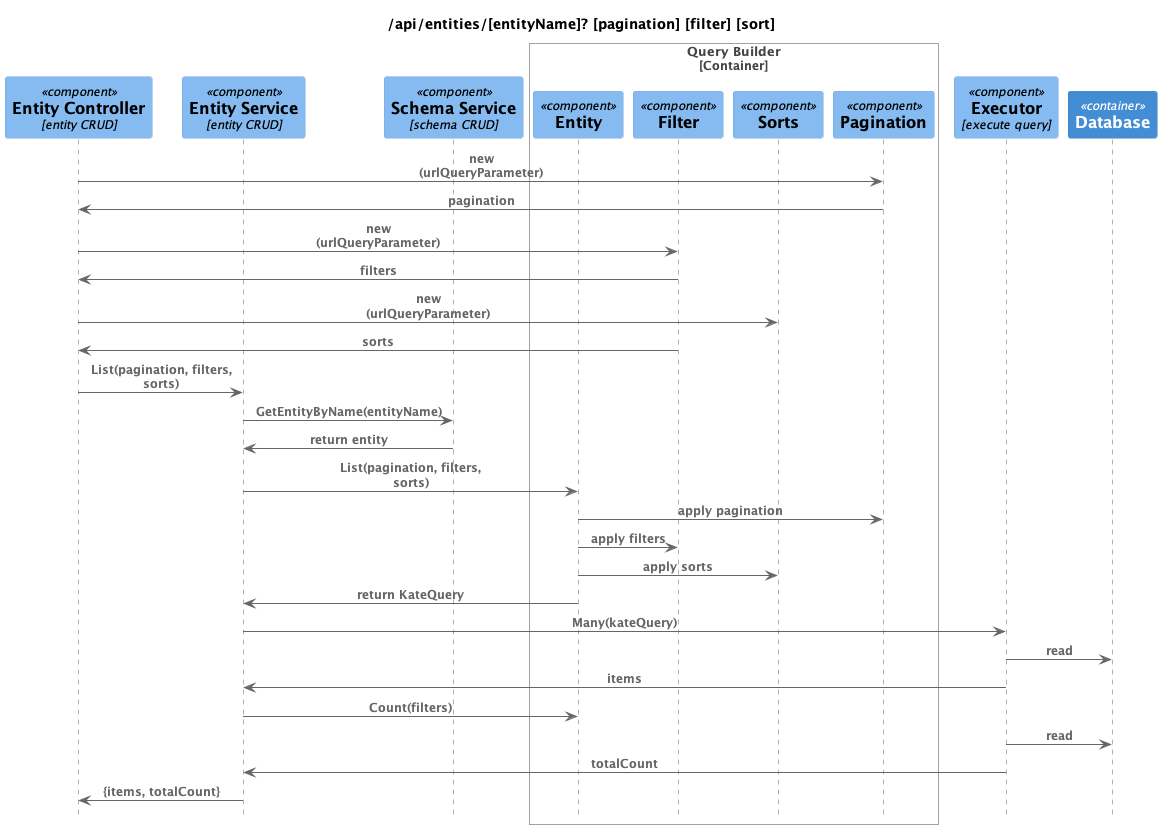 /api/entities/[entityName]? [pagination] [filter] [sort]
Query Builder
[Container]
«component»
Entity Controller
[entity CRUD]
«component»
Entity Service
[entity CRUD]
«component»
Schema Service
[schema CRUD]
«component»
Entity
«component»
Filter
«component»
Sorts
«component»
Pagination
«component»
Executor
[execute query]
«container»
Database
new
(urlQueryParameter)
pagination
new
(urlQueryParameter)
filters
new
(urlQueryParameter)
sorts
List(pagination, filters,
sorts)
GetEntityByName(entityName)
return entity
List(pagination, filters,
sorts)
apply pagination
apply filters
apply sorts
return KateQuery
Many(kateQuery)
read
items
Count(filters)
read
totalCount
{items, totalCount}